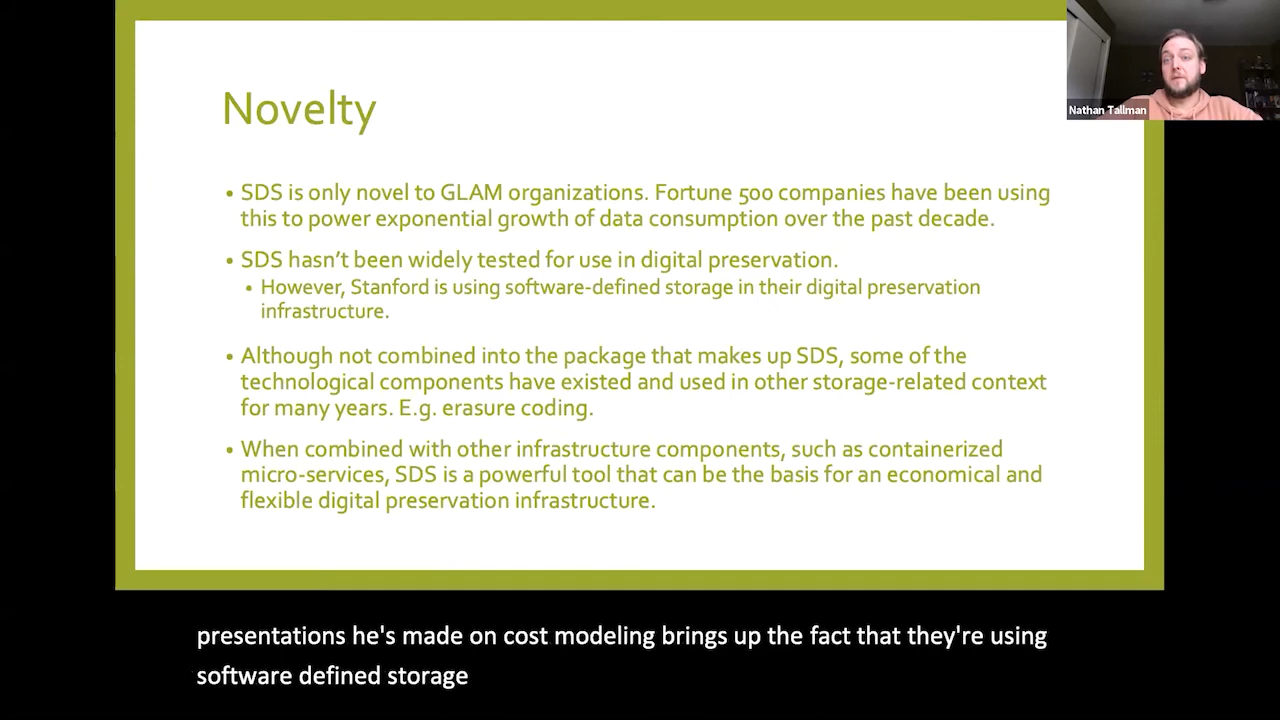 Nathan Tallman
Novelty
• SDS is only novel to GLAM organizations. Fortune 500 companies have been using
this to power exponential growth of data consumption over the past decade.
• SDS hasn't been widely tested for use in digital preservation.
• However, Stanford is using software-defined storage in their digital preservation
infrastructure.
• Although not combined into the package that makes up SDS, some of the
technological components have existed and used in other storage-related context
for many years. E.g. erasure coding.
• When combined with other infrastructure components, such as containerized
micro-services, SDS is a powerful tool that can be the basis for an economical and
flexible digital preservation infrastructure.
presentations he's made on cost modeling brings up the fact that they're using
software defined storage